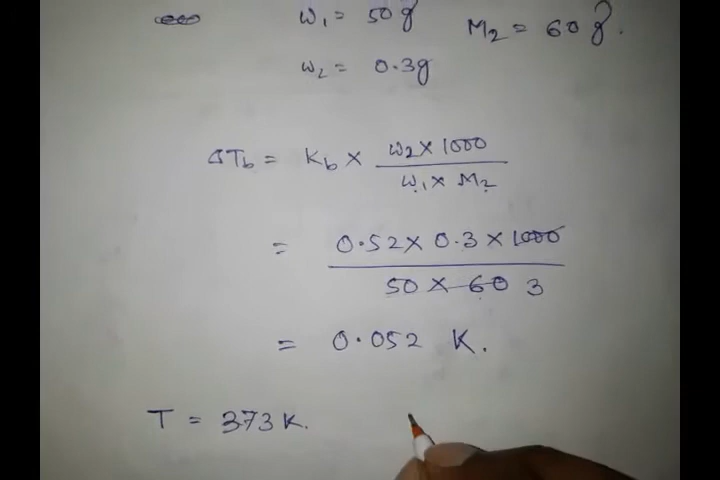 w₁ = 50g M₂ = 60g.
w₂ = 0.3g
ΔTb = Kb × w₂ × 1000 / w₁ × M₂
= 0.52 × 0.3 × 1000 / 50 × 60 3
= 0.052 K.
T = 373K.